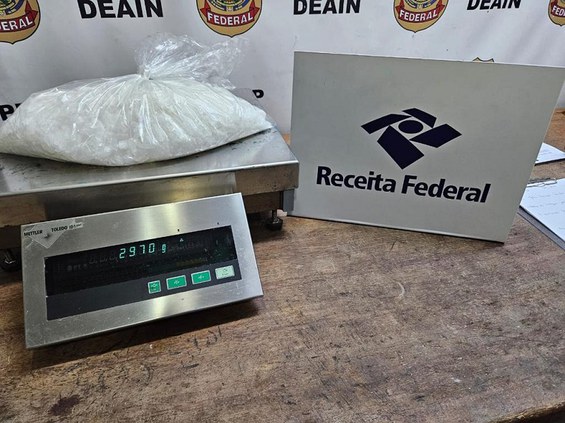 FEDERAL
DEAIN
FEDERAL
DEAIN
FEDERAL
DEAIN
Receita Federal
METTLER TOLEDO
2970 g